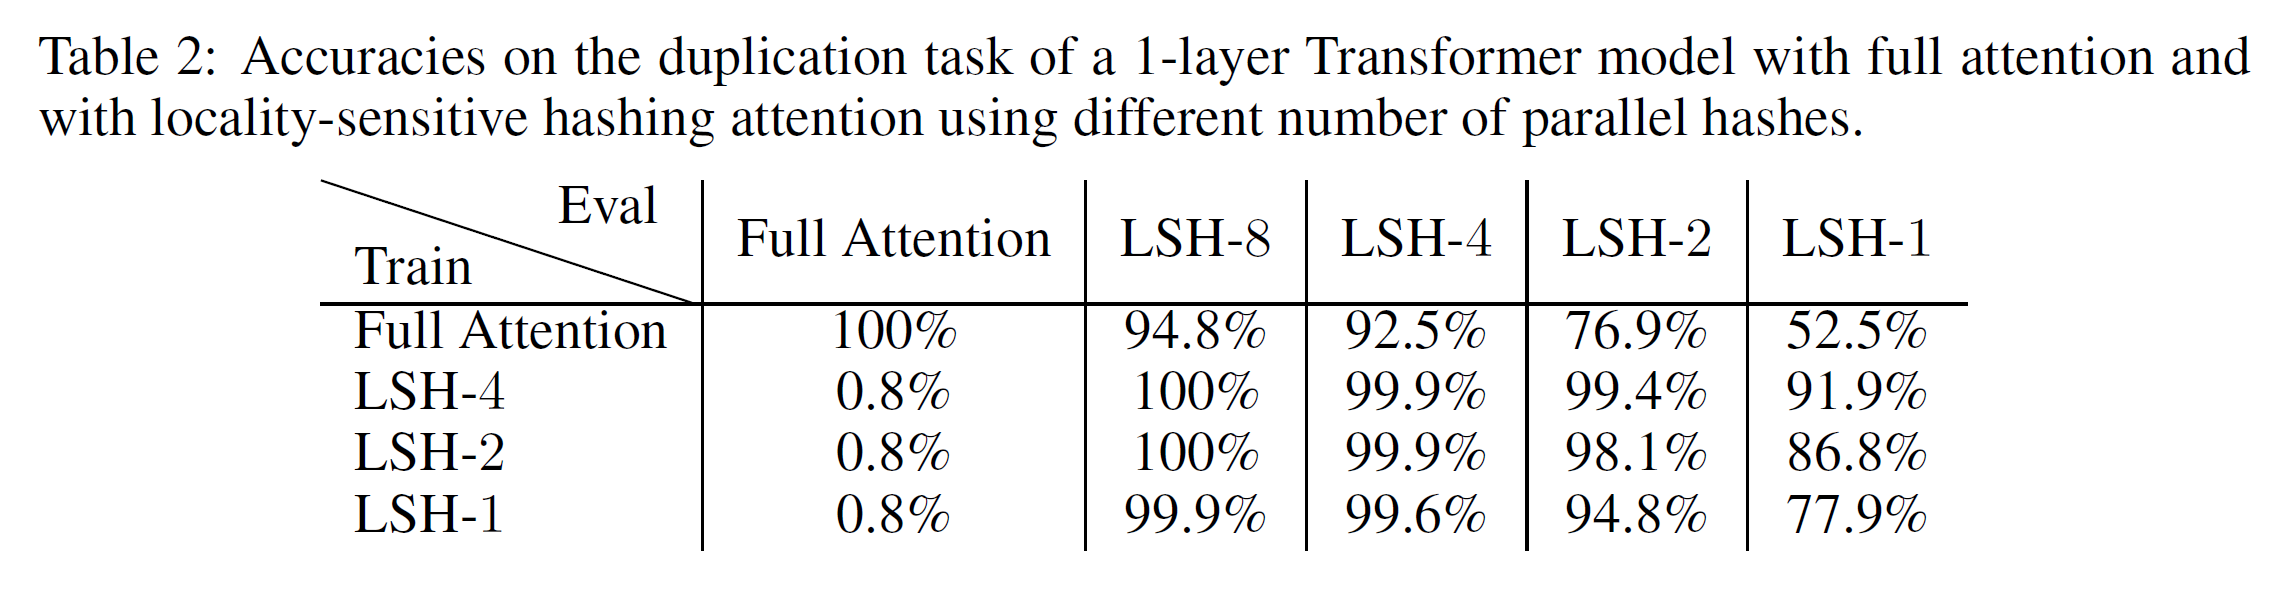 Table 2: Accuracies on the duplication task of a 1-layer Transformer model with full attention and
with locality-sensitive hashing attention using different number of parallel hashes.
Eval
Train
Full Attention LSH-8 LSH-4 LSH-2 LSH-1
Full Attention 100% 94.8% 92.5% 76.9% 52.5%
LSH-4 0.8% 100% 99.9% 99.4% 91.9%
LSH-2 0.8% 100% 99.9% 98.1% 86.8%
LSH-1 0.8% 99.9% 99.6% 94.8% 77.9%